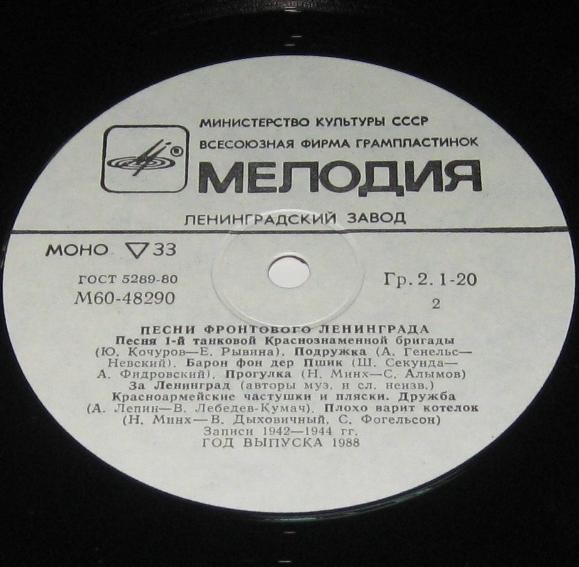 МИНИСТЕРСТВО КУЛЬТУРЫ СССР
ВСЕСОЮЗНАЯ ФИРМА ГРАМПЛАСТИНОК
МЕЛОДИЯ
ЛЕНИНГРАДСКИЙ ЗАВОД
МОНО 33
ГОСТ 5289-80
М60-48290
Гр. 2. 1-20
2
ПЕСНИ ФРОНТОВОГО ЛЕНИНГРАДА
Песня 1-й танковой Краснознаменной бригады
(Ю. Кочуров—Е. Рывина). Подружка (А. Генельс—
Невский). Барон фон дер Пшик (Ш. Секунда—
А. Фидровский). Прогулка (Н. Минх—С. Алымов)
За Ленинград (авторы муз. и сл. неизв.)
Красноармейские частушки и пляски. Дружба
(А. Лепин—В. Лебедев-Кумач). Плохо варит котелок
(Н. Минх—В. Дыховичный, С. Фогельсон)
Записи 1942—1944 гг.
ГОД ВЫПУСКА 1988